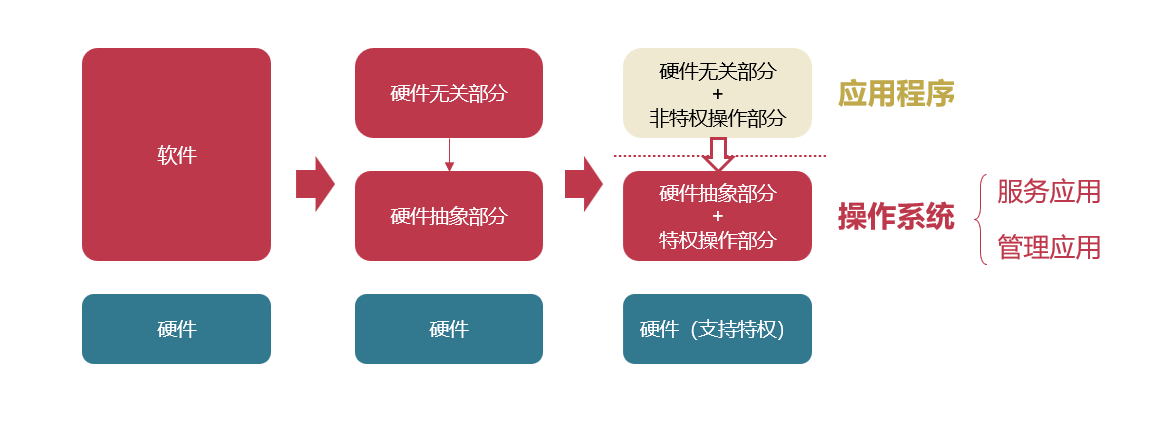 软件
硬件
硬件无关部分
硬件抽象部分
硬件
硬件无关部分
+
非特权操作部分
硬件抽象部分
+
特权操作部分
硬件（支持特权）
应用程序
操作系统
服务应用
管理应用